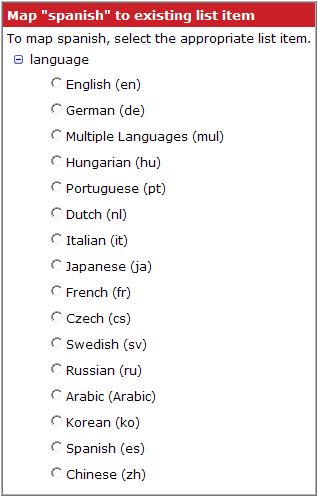 Map "spanish" to existing list item
To map spanish, select the appropriate list item.
language
English (en)
German (de)
Multiple Languages (mul)
Hungarian (hu)
Portuguese (pt)
Dutch (nl)
Italian (it)
Japanese (ja)
French (fr)
Czech (cs)
Swedish (sv)
Russian (ru)
Arabic (Arabic)
Korean (ko)
Spanish (es)
Chinese (zh)